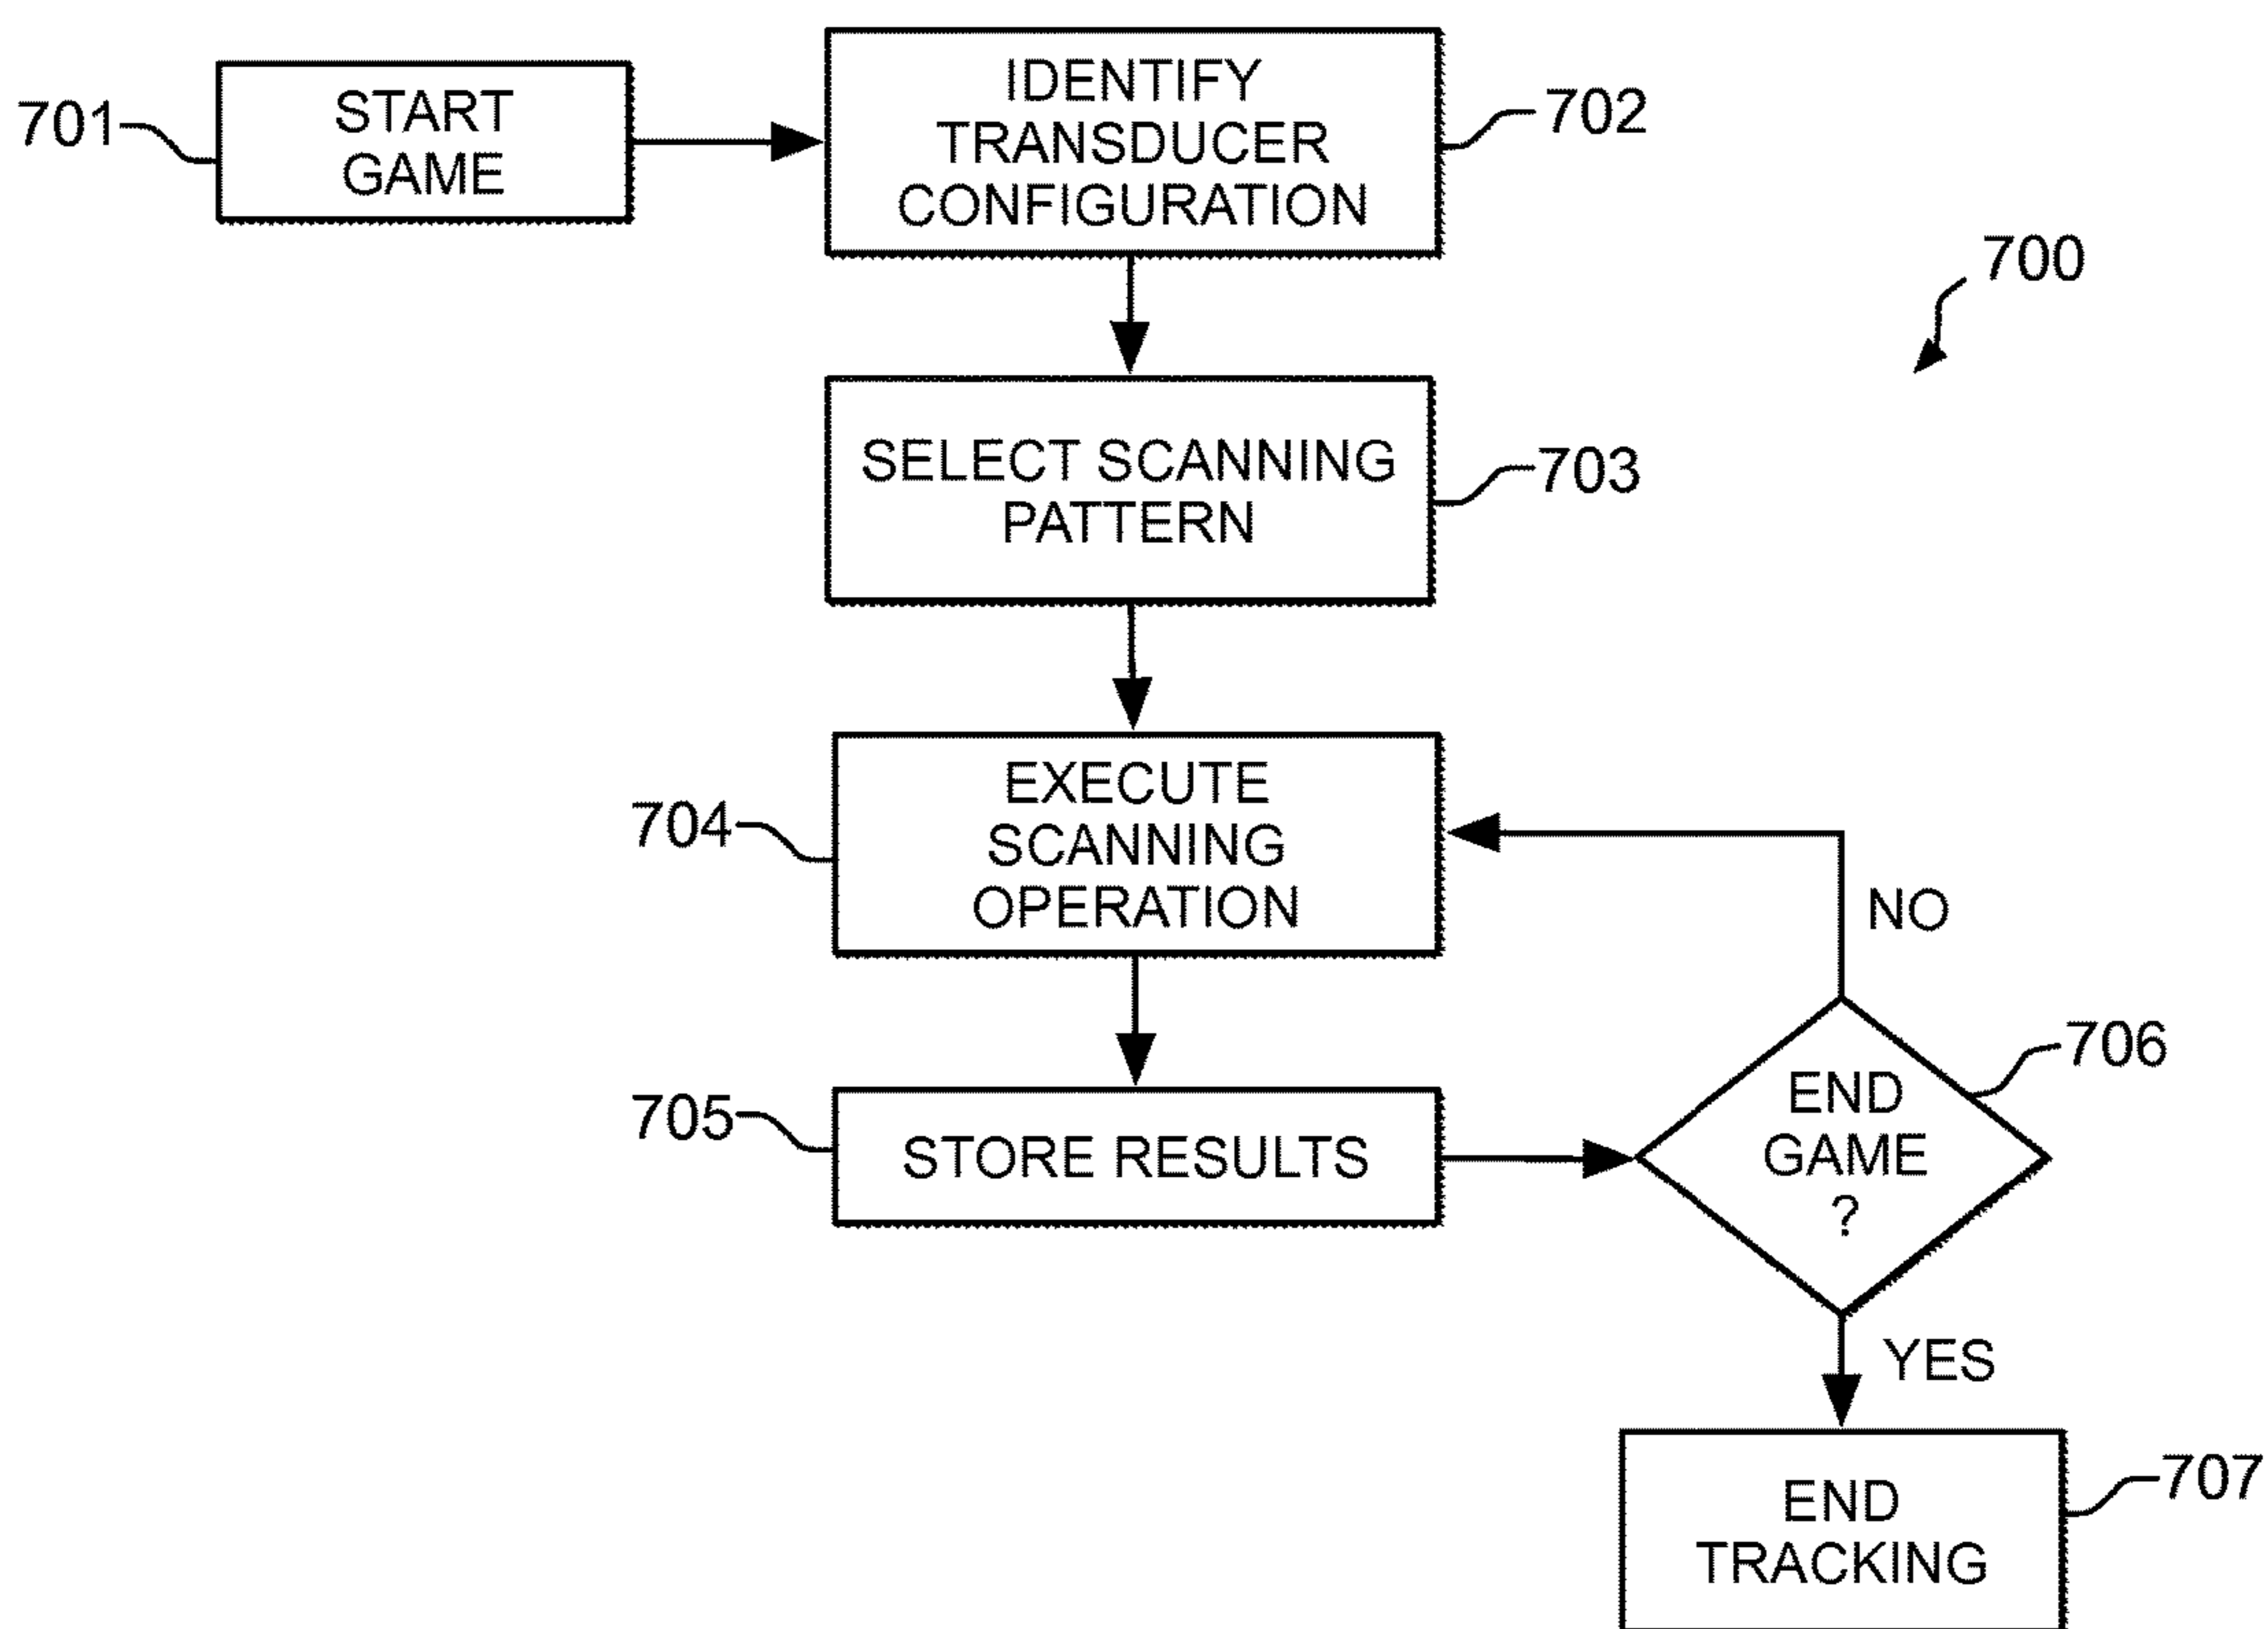 701
START
GAME
IDENTIFY
TRANSDUCER
CONFIGURATION
702
700
SELECT SCANNING
PATTERN
703
704
EXECUTE
SCANNING
OPERATION
NO
705
STORE RESULTS
706
END
GAME
?
YES
END
TRACKING
707